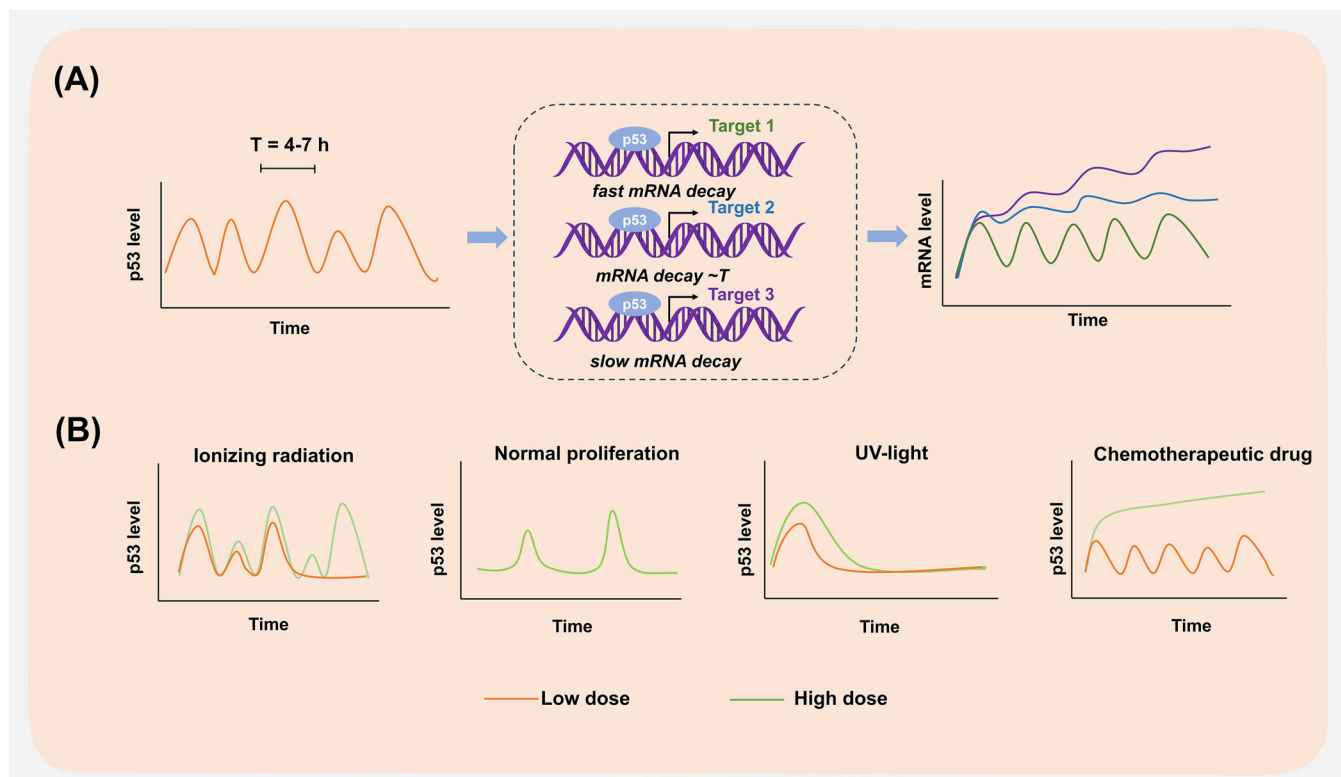 (A)
T = 4-7 h
p53 level
Time
p53
Target 1
fast mRNA decay
p53
Target 2
mRNA decay ~T
p53
Target 3
slow mRNA decay
mRNA level
Time
(B)
Ionizing radiation
p53 level
Time
Normal proliferation
p53 level
Time
UV-light
p53 level
Time
Chemotherapeutic drug
p53 level
Time
Low dose
High dose